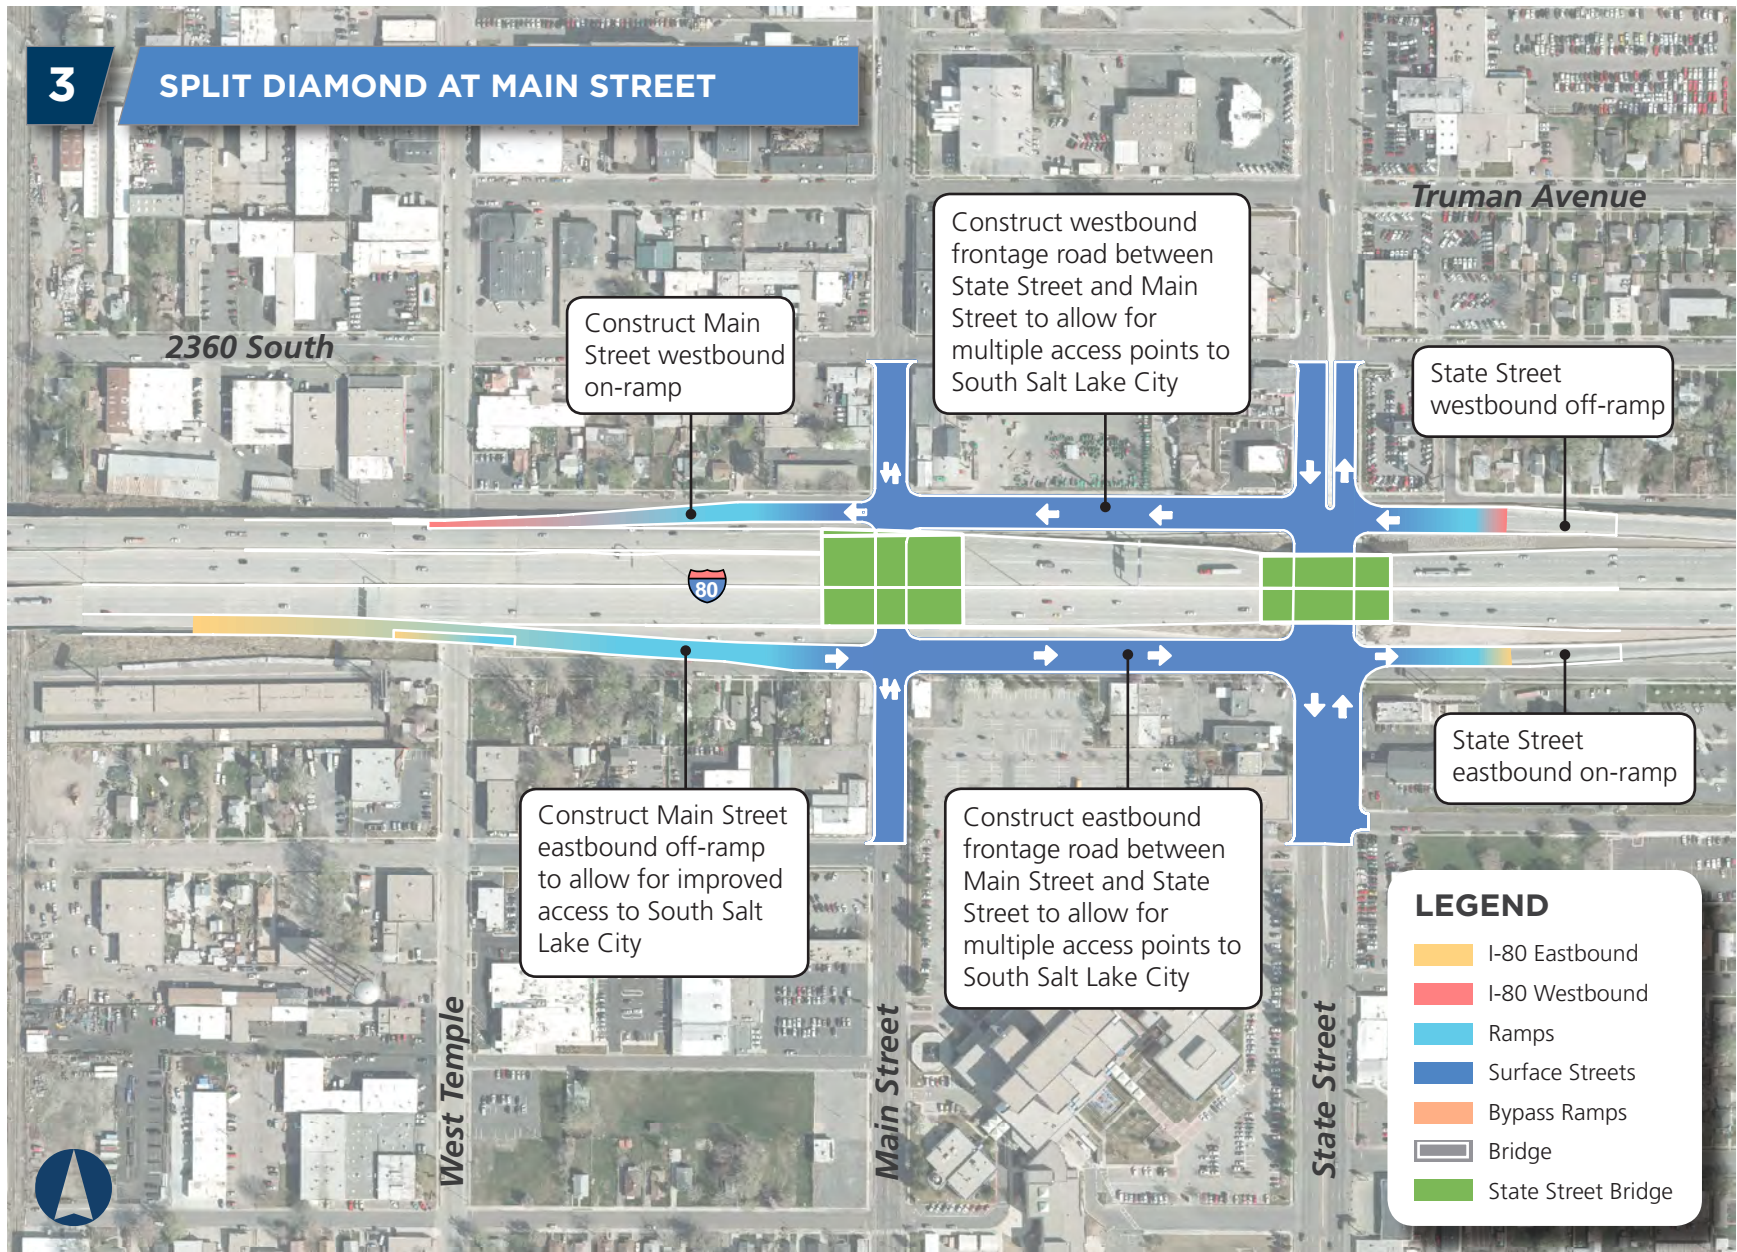 3
SPLIT DIAMOND AT MAIN STREET
Truman Avenue
Construct westbound
frontage road between
State Street and Main
Street to allow for
multiple access points to
South Salt Lake City
2360 South
Construct Main
Street westbound
on-ramp
State Street
westbound off-ramp
80
State Street
eastbound on-ramp
Construct Main Street
eastbound off-ramp
to allow for improved
access to South Salt
Lake City
Construct eastbound
frontage road between
Main Street and State
Street to allow for
multiple access points to
South Salt Lake City
West Temple
Main Street
State Street
LEGEND
I-80 Eastbound
I-80 Westbound
Ramps
Surface Streets
Bypass Ramps
Bridge
State Street Bridge